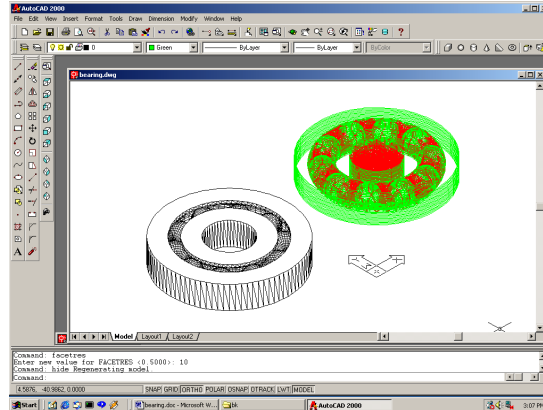 AutoCAD 2000
File Edit View Insert Format Tools Draw Dimension Modify Window Help
0 Green ByLayer ByLayer ByColor
bearing.dwg
Model Layout1 Layout2
Command: facetres
Enter new value for FACETRES <0.5000>: 10
Command: hide Regenerating model.
Command:
4.5876, -40.9862, 0.0000 SNAP GRID ORTHO POLAR OSNAP OTRACK LWT MODEL
Start bearing.doc - Microsoft W... bk AutoCAD 2000 3:07 PM